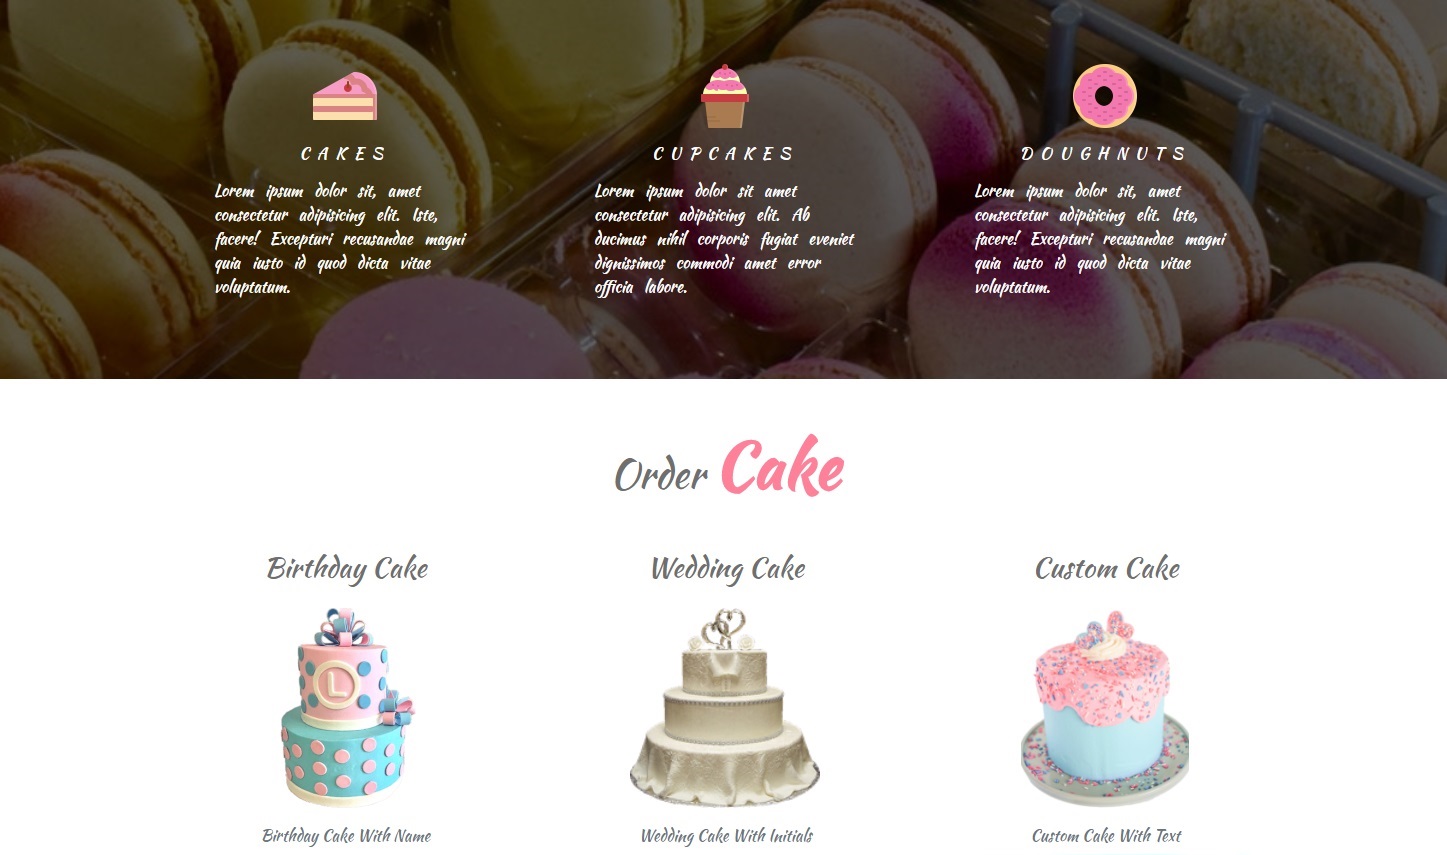 CAKES
Lorem ipsum dolor sit, amet
consectetur adipisicing elit. Iste,
facere! Excepturi recusandae magni
quia iusto id quod dicta vitae
voluptatum.
CUPCAKES
Lorem ipsum dolor sit amet
consectetur adipisicing elit. Ab
ducimus nihil corporis fugiat eveniet
dignissimos commodi amet error
officia labore.
DOUGHNUTS
Lorem ipsum dolor sit, amet
consectetur adipisicing elit. Iste,
facere! Excepturi recusandae magni
quia iusto id quod dicta vitae
voluptatum.
Order Cake
Birthday Cake
L
Birthday Cake With Name
Wedding Cake
Wedding Cake With Initials
Custom Cake
Custom Cake With Text